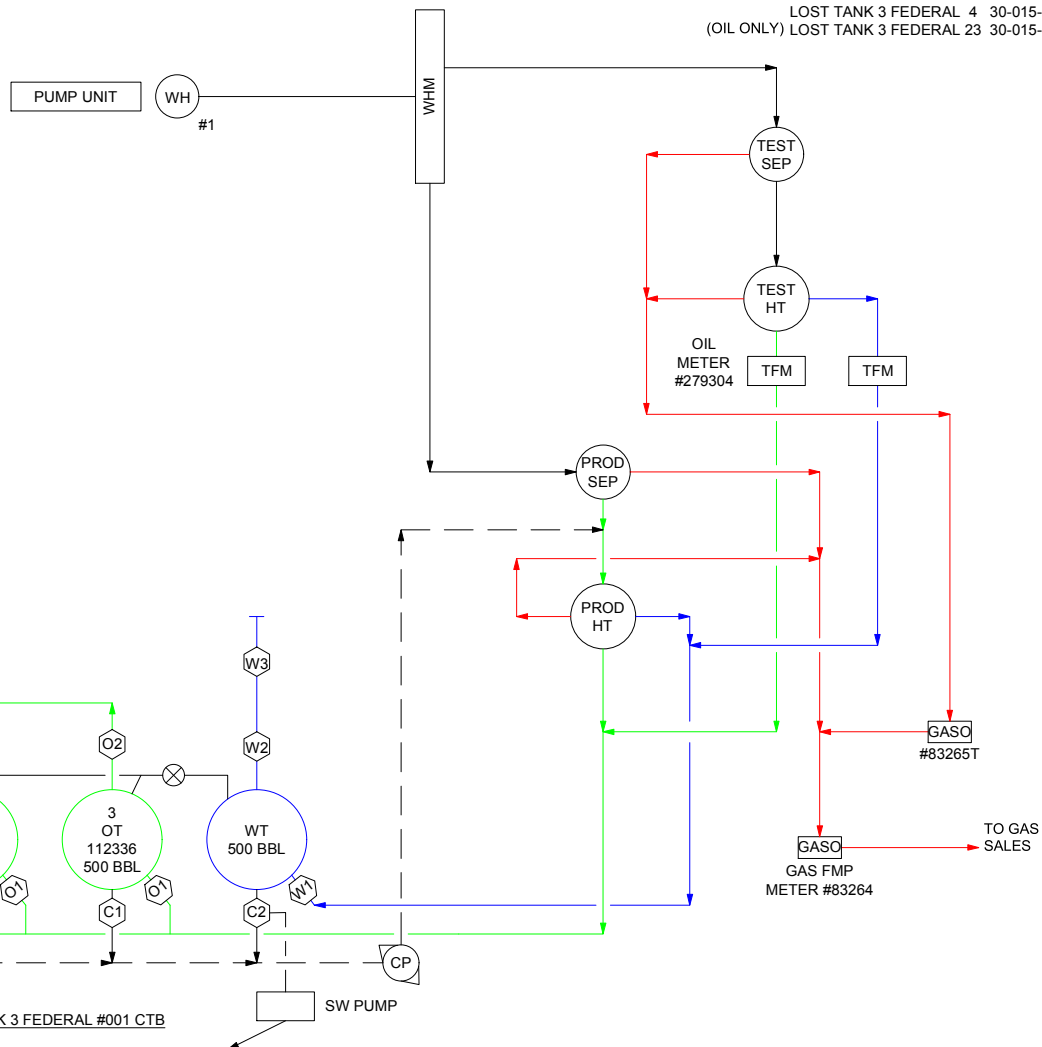 LOST TANK 3 FEDERAL 4 30-015-
(OIL ONLY) LOST TANK 3 FEDERAL 23 30-015-
PUMP UNIT
WH
#1
WHM
TEST
SEP
TEST
HT
OIL
METER
#279304
TFM
TFM
PROD
SEP
PROD
HT
W3
W2
O2
GASO
#83265T
3
OT
112336
500 BBL
WT
500 BBL
TO GAS
SALES
GASO
GAS FMP
METER #83264
O1
O1
W1
C1
C2
CP
SW PUMP
K 3 FEDERAL #001 CTB